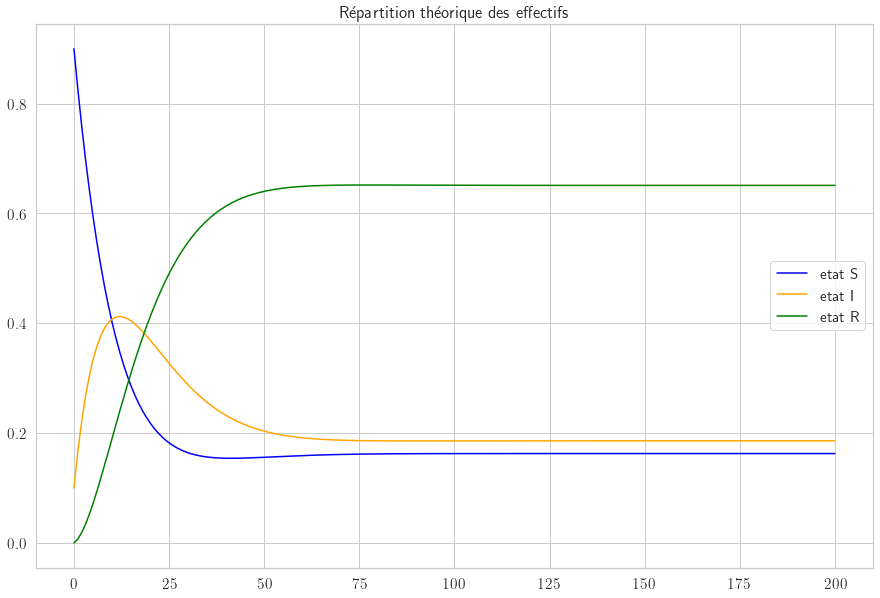 Répartition théorique des effectifs
0.8
0.6
0.4
0.2
0.0
etat S
etat I
etat R
0 25 50 75 100 125 150 175 200